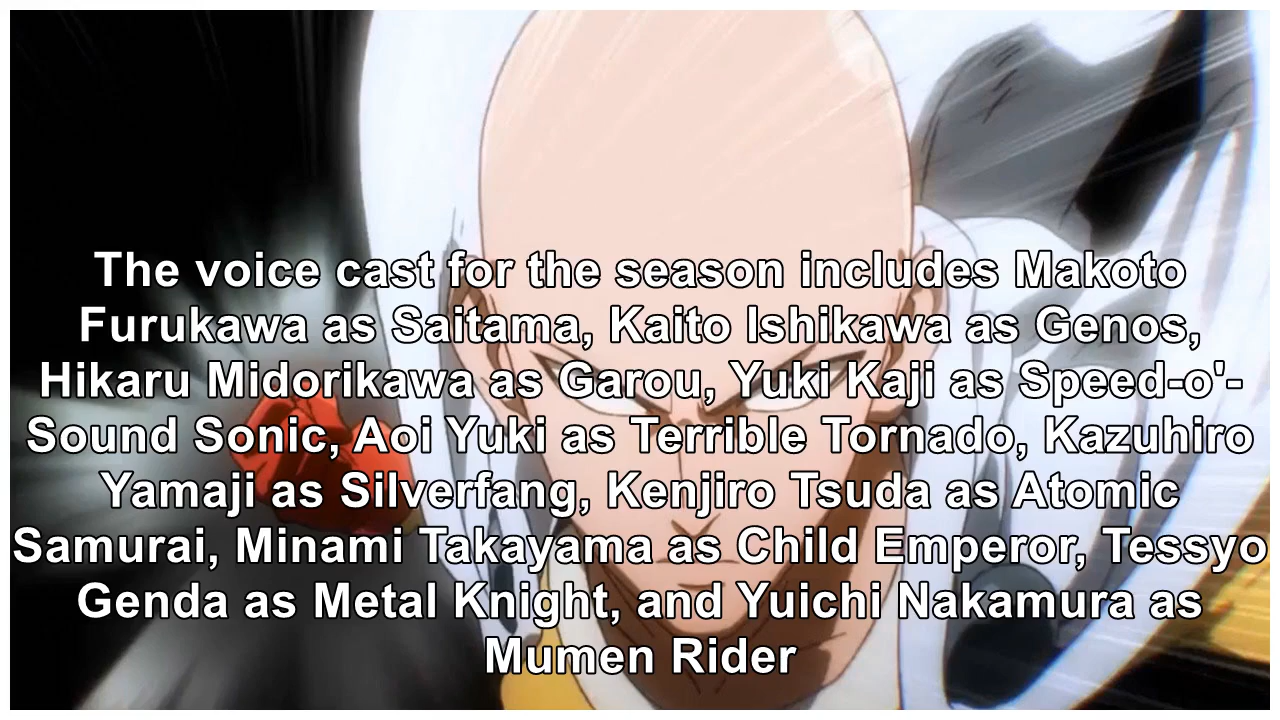 The voice cast for the season includes Makoto
Furukawa as Saitama, Kaito Ishikawa as Genos,
Hikaru Midorikawa as Garou, Yuki Kaji as Speed-o'-
Sound Sonic, Aoi Yuki as Terrible Tornado, Kazuhiro
Yamaji as Silverfang, Kenjiro Tsuda as Atomic
Samurai, Minami Takayama as Child Emperor, Tessyo
Genda as Metal Knight, and Yuichi Nakamura as
Mumen Rider